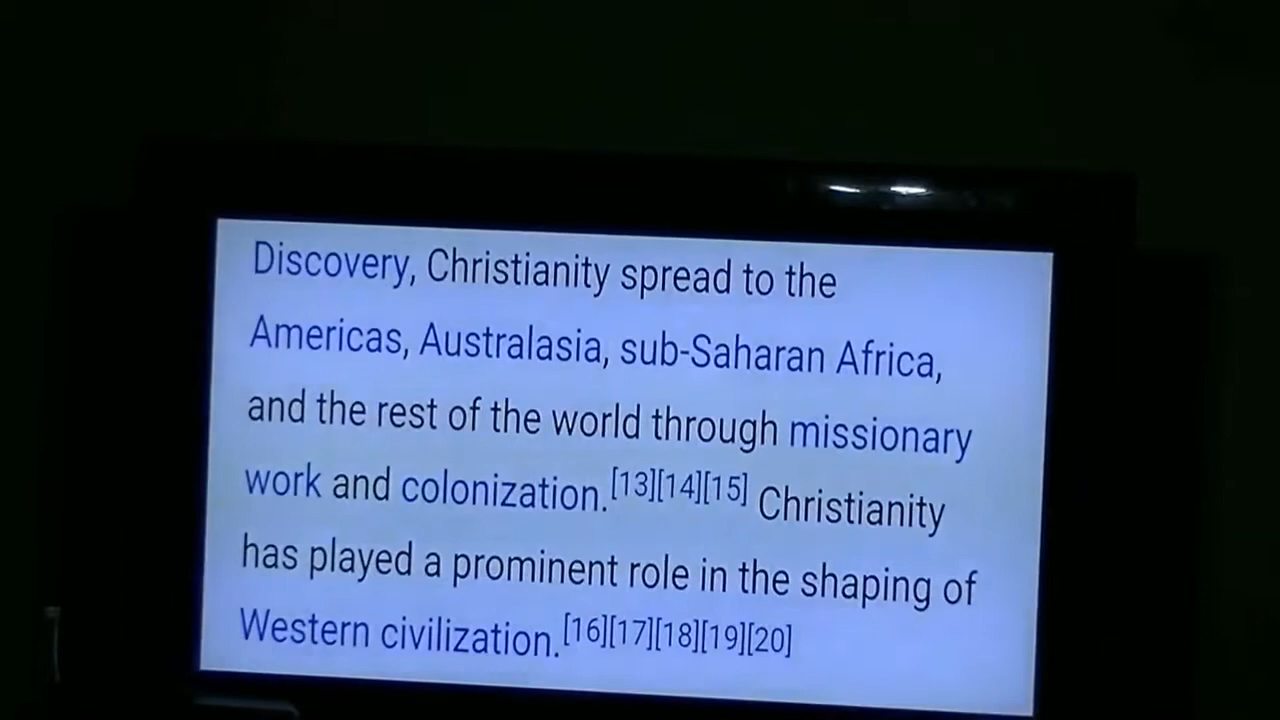 Discovery, Christianity spread to the
Americas, Australasia, sub-Saharan Africa,
and the rest of the world through missionary
work and colonization.[13][14][15] Christianity
has played a prominent role in the shaping of
Western civilization.[16][17][18][19][20]